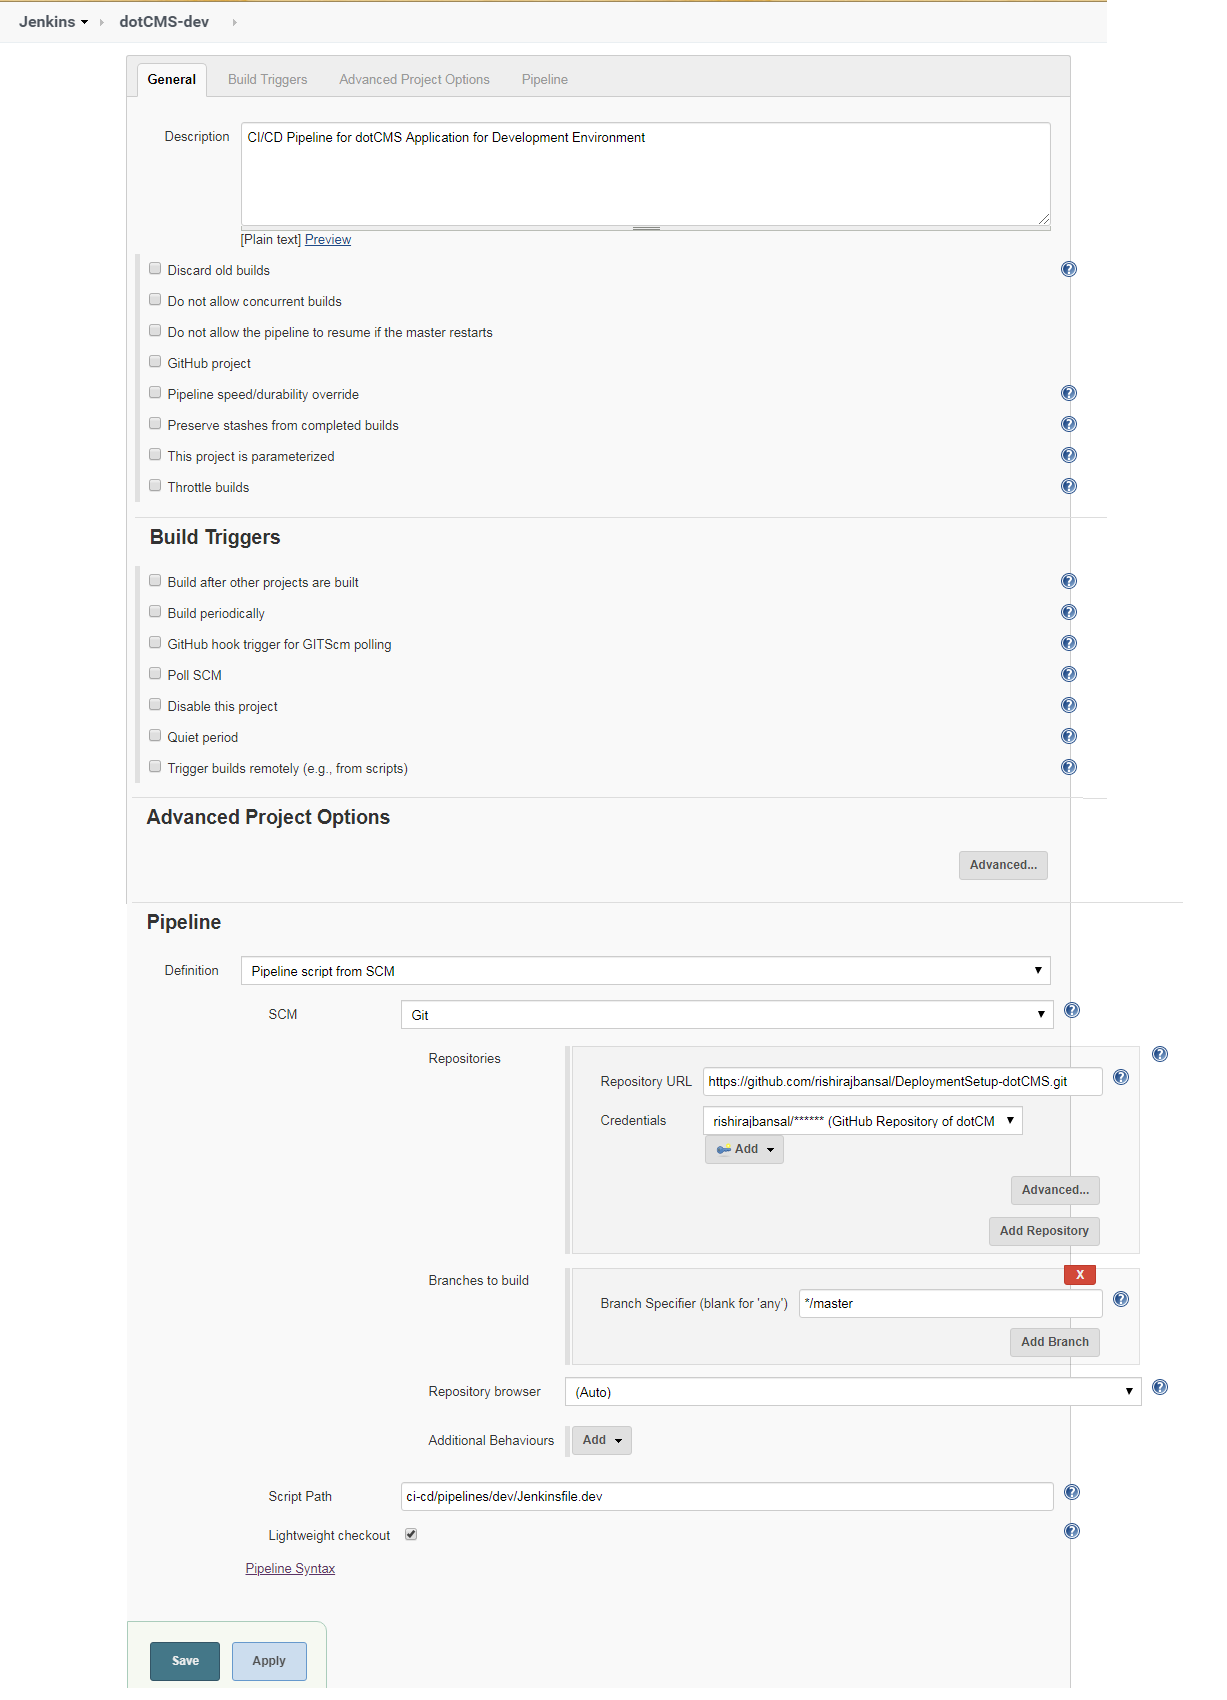 Jenkins dotCMS-dev
General Build Triggers Advanced Project Options Pipeline
Description CI/CD Pipeline for dotCMS Application for Development Environment
[Plain text] Preview
Discard old builds
Do not allow concurrent builds
Do not allow the pipeline to resume if the master restarts
GitHub project
Pipeline speed/durability override
Preserve stashes from completed builds
This project is parameterized
Throttle builds
Build Triggers
Build after other projects are built
Build periodically
GitHub hook trigger for GITScm polling
Poll SCM
Disable this project
Quiet period
Trigger builds remotely (e.g., from scripts)
Advanced Project Options
Advanced...
Pipeline
Definition Pipeline script from SCM
SCM Git
Repositories
Repository URL https://github.com/rishirajbansal/DeploymentSetup-dotCMS.git
Credentials rishirajbansal/****** (GitHub Repository of dotCM
Add
Advanced...
Add Repository
Branches to build X
Branch Specifier (blank for 'any') */master
Add Branch
Repository browser (Auto)
Additional Behaviours Add
Script Path ci-cd/pipelines/dev/Jenkinsfile.dev
Lightweight checkout
Pipeline Syntax
Save Apply